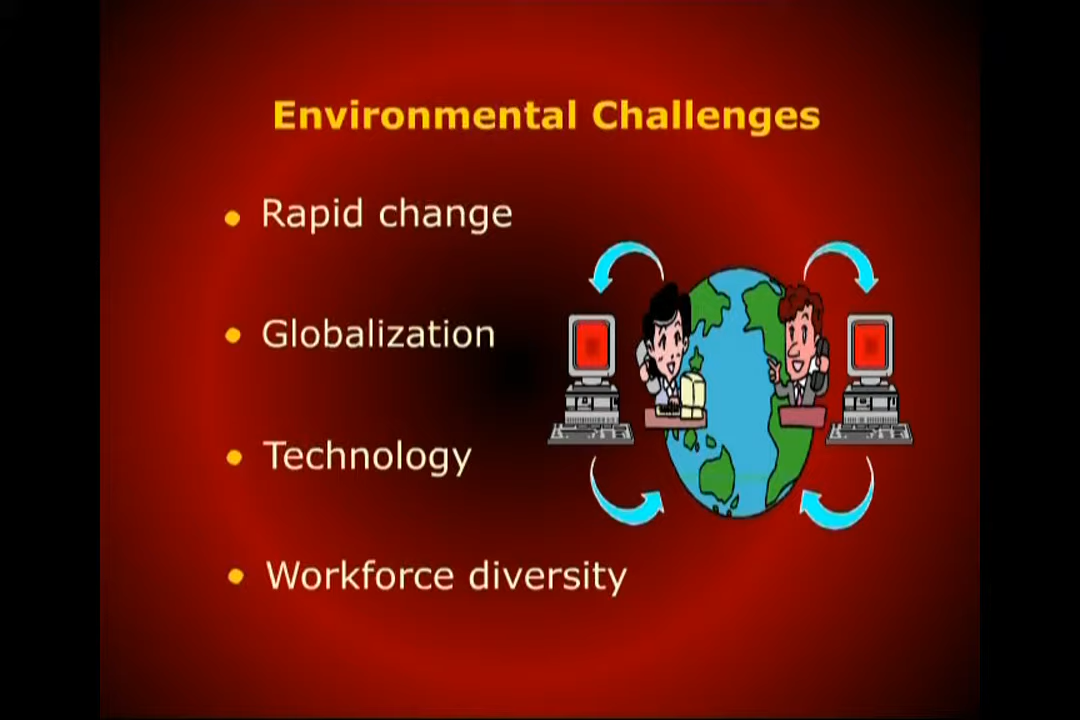 Environmental Challenges
• Rapid change
• Globalization
• Technology
• Workforce diversity